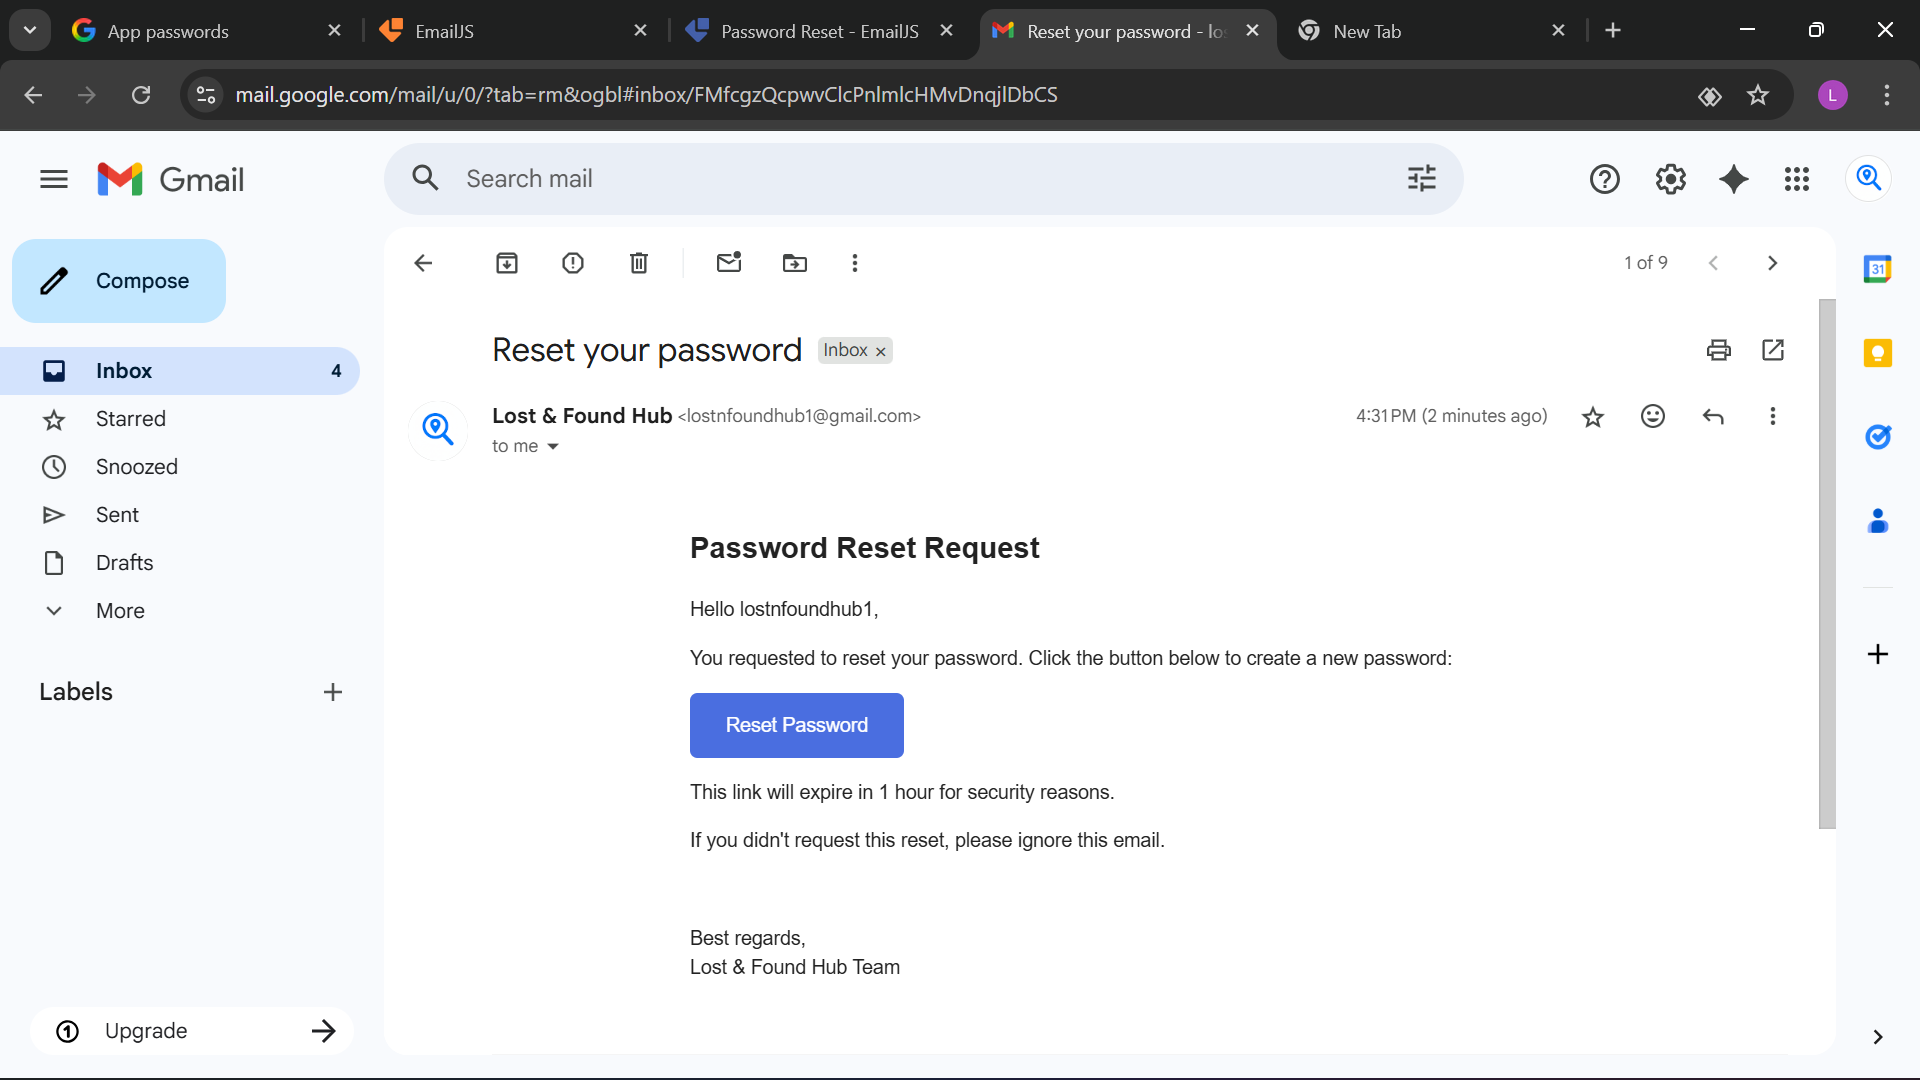 App passwords
EmailJS
Password Reset - EmailJS
Reset your password - los
New Tab
mail.google.com/mail/u/0/?tab=rm&ogbl#inbox/FMfcgzQcpwvClcPnlmlcHMvDnqjlDbCS
L
Gmail
Search mail
Compose
1 of 9
31
Inbox 4
Starred
Snoozed
Sent
Drafts
More
Labels
Upgrade
Reset your password Inbox
Lost & Found Hub <lostnfoundhub1@gmail.com> 4:31 PM (2 minutes ago)
to me
Password Reset Request
Hello lostnfoundhub1,
You requested to reset your password. Click the button below to create a new password:
Reset Password
This link will expire in 1 hour for security reasons.
If you didn't request this reset, please ignore this email.
Best regards,
Lost & Found Hub Team